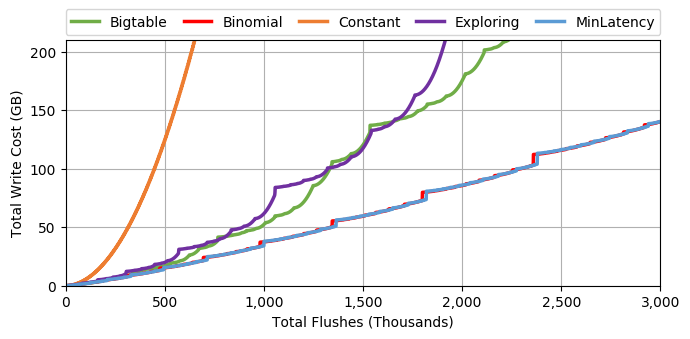 Bigtable Binomial Constant Exploring MinLatency
200
150
100
50
0
Total Write Cost (GB)
0 500 1,000 1,500 2,000 2,500 3,000
Total Flushes (Thousands)